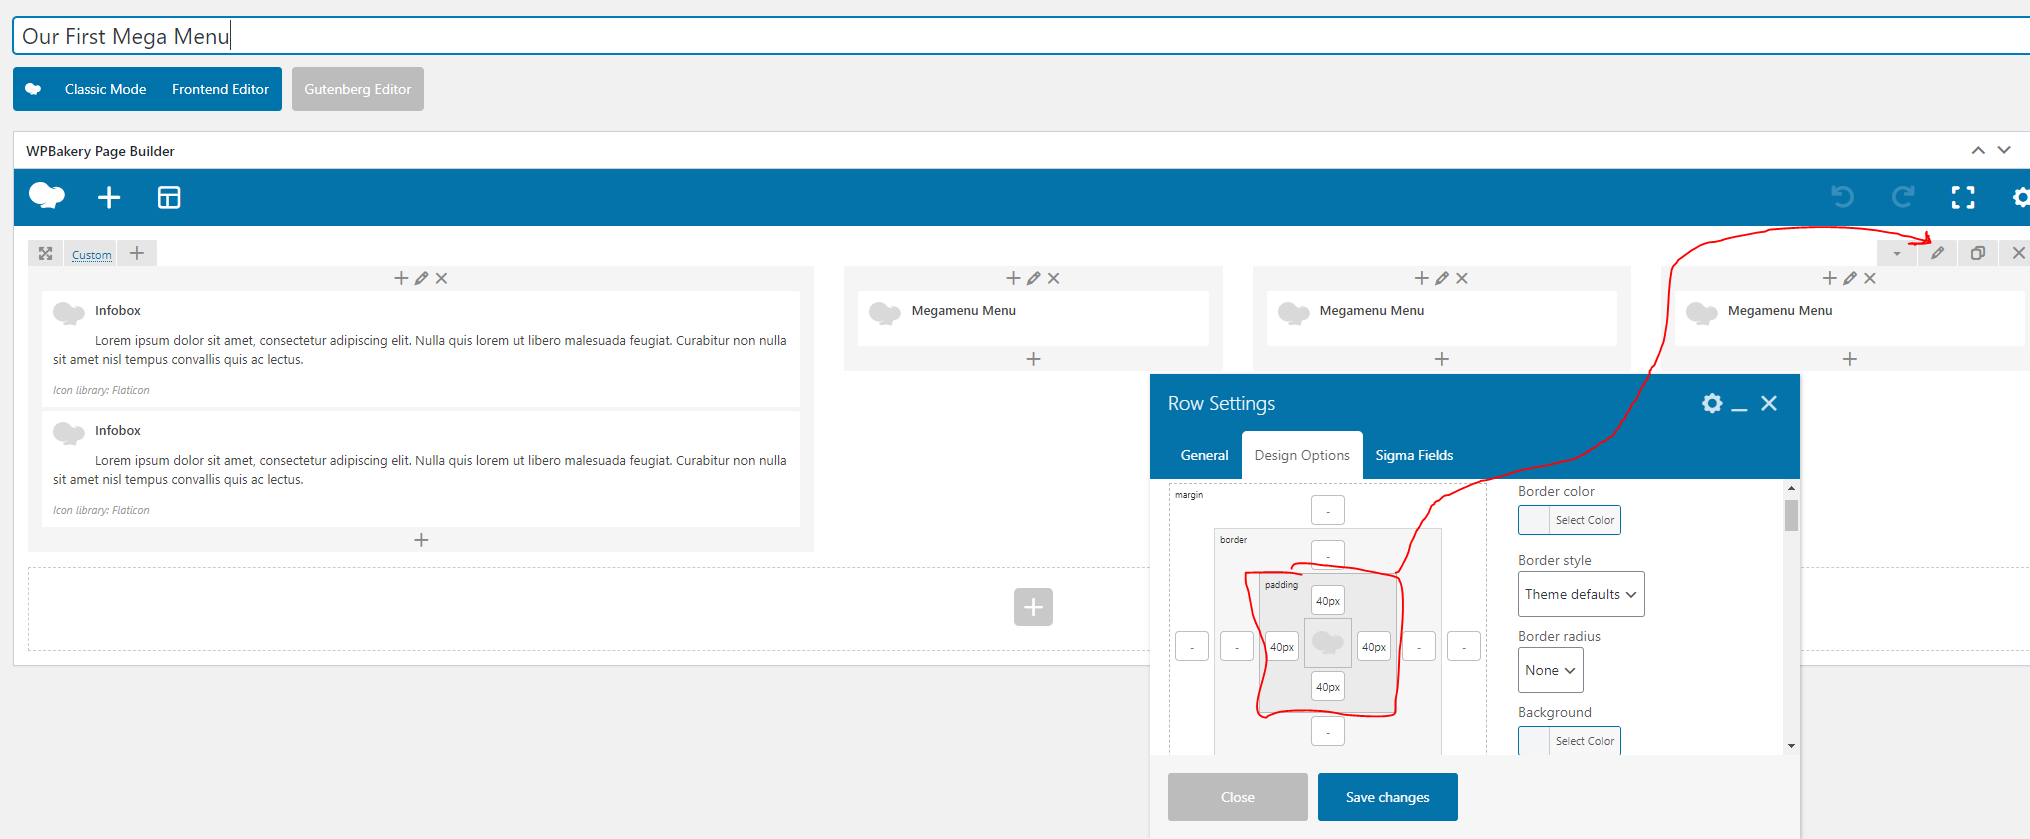 Our First Mega Menu
Classic Mode
Frontend Editor
Gutenberg Editor
WPBakery Page Builder
Custom
Infobox
Lorem ipsum dolor sit amet, consectetur adipiscing elit. Nulla quis lorem ut libero malesuada feugiat. Curabitur non nulla
sit amet nisl tempus convallis quis ac lectus.
Icon library: Flaticon
Infobox
Lorem ipsum dolor sit amet, consectetur adipiscing elit. Nulla quis lorem ut libero malesuada feugiat. Curabitur non nulla
sit amet nisl tempus convallis quis ac lectus.
Icon library: Flaticon
Megamenu Menu
Megamenu Menu
Megamenu Menu
Row Settings
General
Design Options
Sigma Fields
margin
-
border
-
padding
40px
-
-
40px
40px
-
-
40px
-
Border color
Select Color
Border style
Theme defaults
Border radius
None
Background
Select Color
Close
Save changes